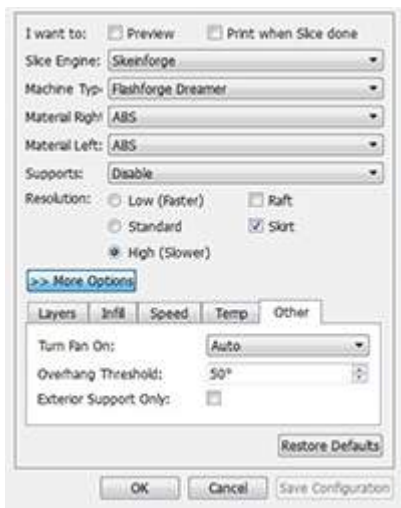 I want to: Preview Print when Slice done
Slice Engine: Skeinforge
Machine Typ Flashforge Dreamer
Material Right ABS
Material Left: ABS
Supports: Disable
Resolution: Low (Faster) Raft
Standard Skirt
High (Slower)
>> More Options
Layers Infill Speed Temp Other
Turn Fan On: Auto
Overhang Threshold: 50°
Exterior Support Only:
Restore Defaults
OK Cancel Save Configuration